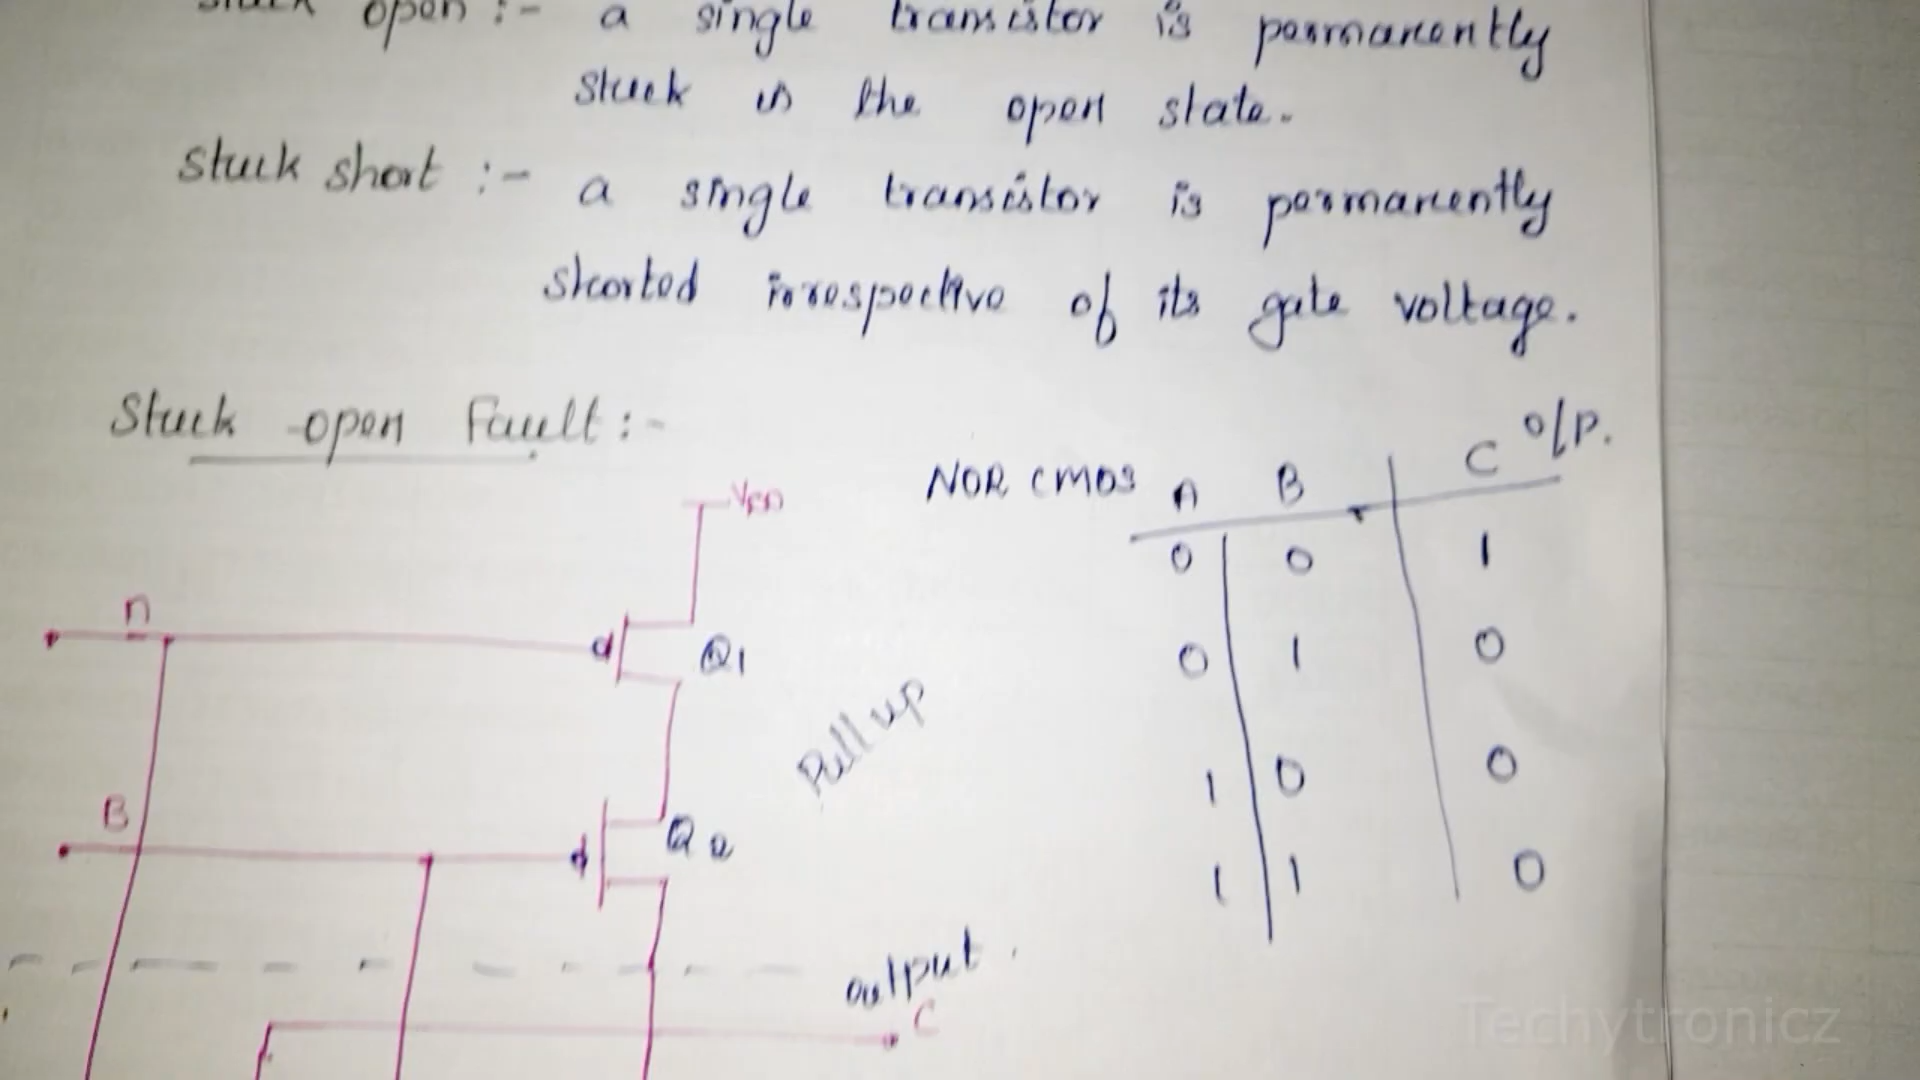 stuck open :- a single transistor is permanently
stuck in the open state.
stuck short :- a single transistor is permanently
shorted irrespective of its gate voltage.
Stuck -open Fault :-
NOR CMOS A B C O/P.
VDD
0 0 1
A
Q1
0 1 0
Pull up
1 0 0
B
Q2
1 1 0
output.
C
Techytronicz